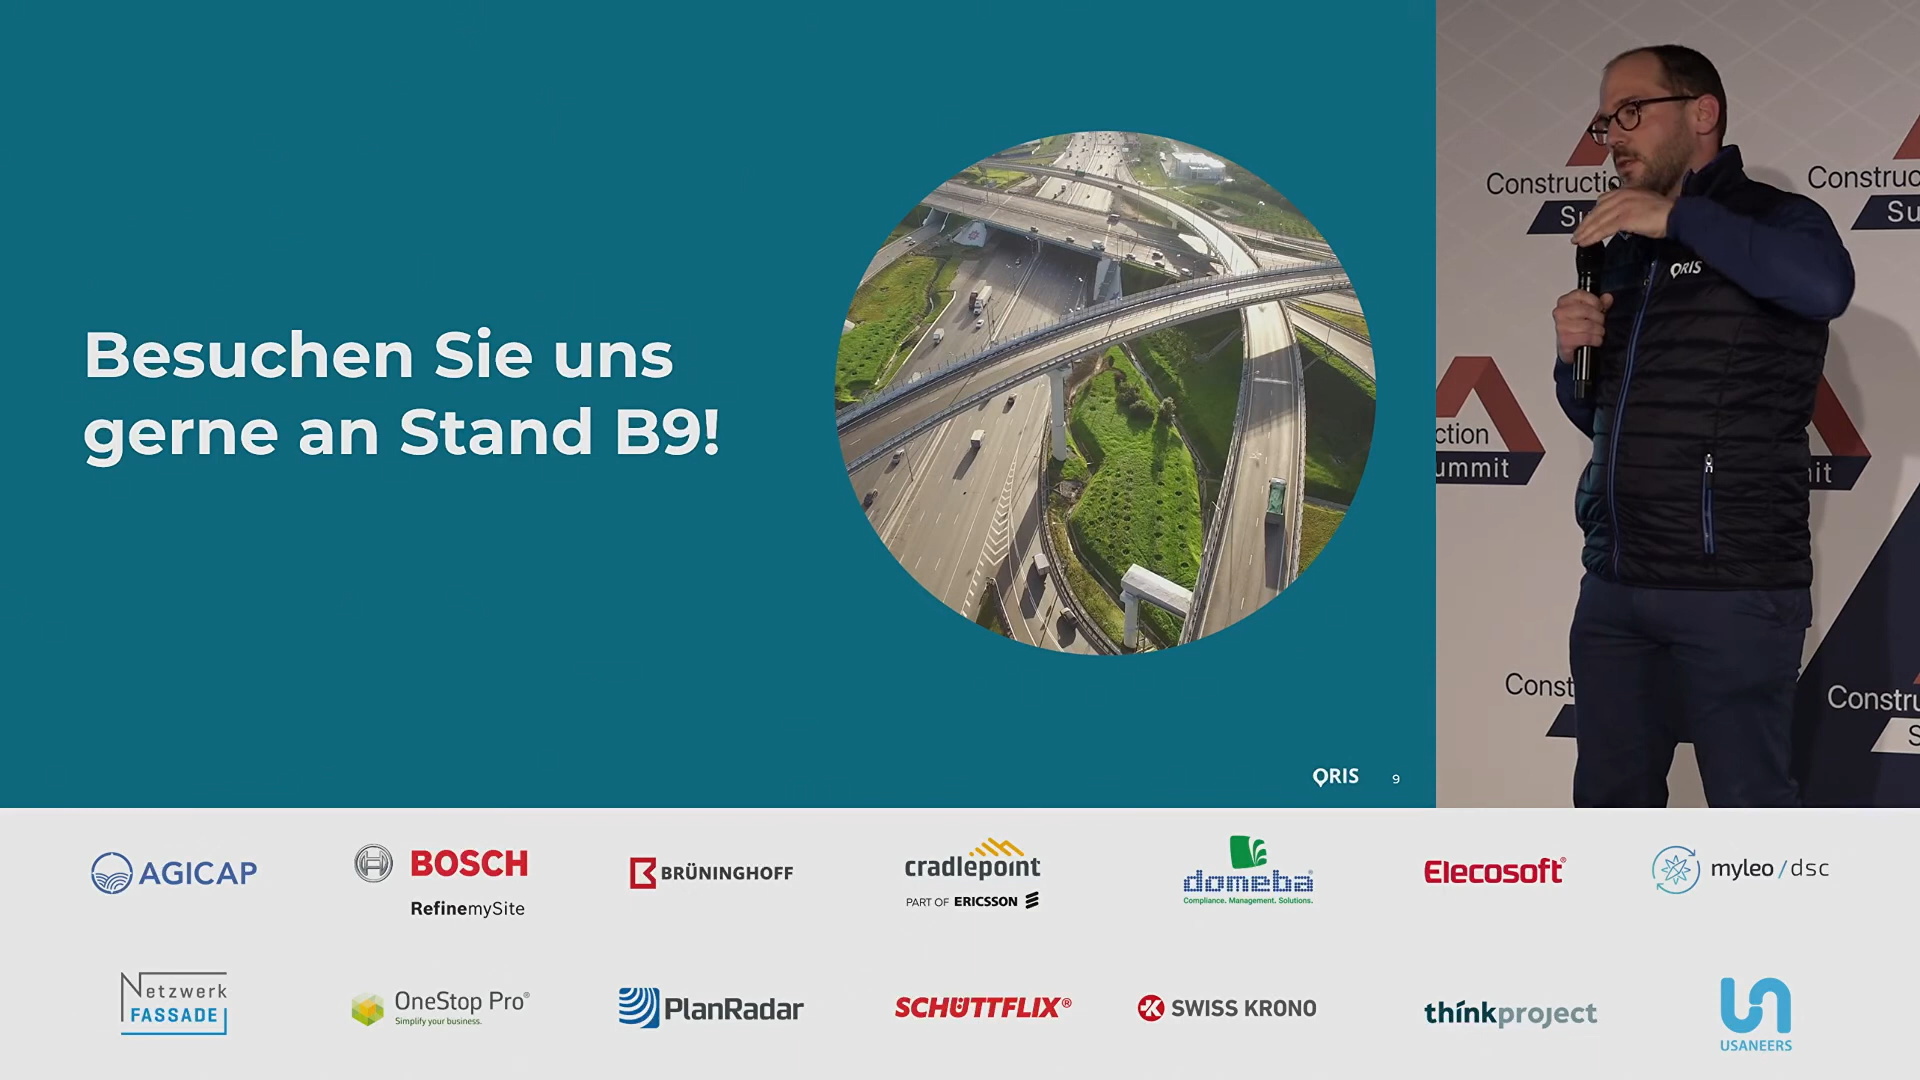 Besuchen Sie uns
gerne an Stand B9!
ORIS 9
Constructio
Su
Construc
Su
ORIS
ction
ummit
it
Const
Constru
S
AGICAP
BOSCH
RefinemySite
BRÜNINGHOFF
cradlepoint
PART OF ERICSSON
domeba
Compliance. Management. Solutions.
Elecosoft®
myleo / dsc
Netzwerk
FASSADE
OneStop Pro®
Simplify your business.
PlanRadar
SCHÜTTFLIX®
SWISS KRONO
thinkproject
USANEERS